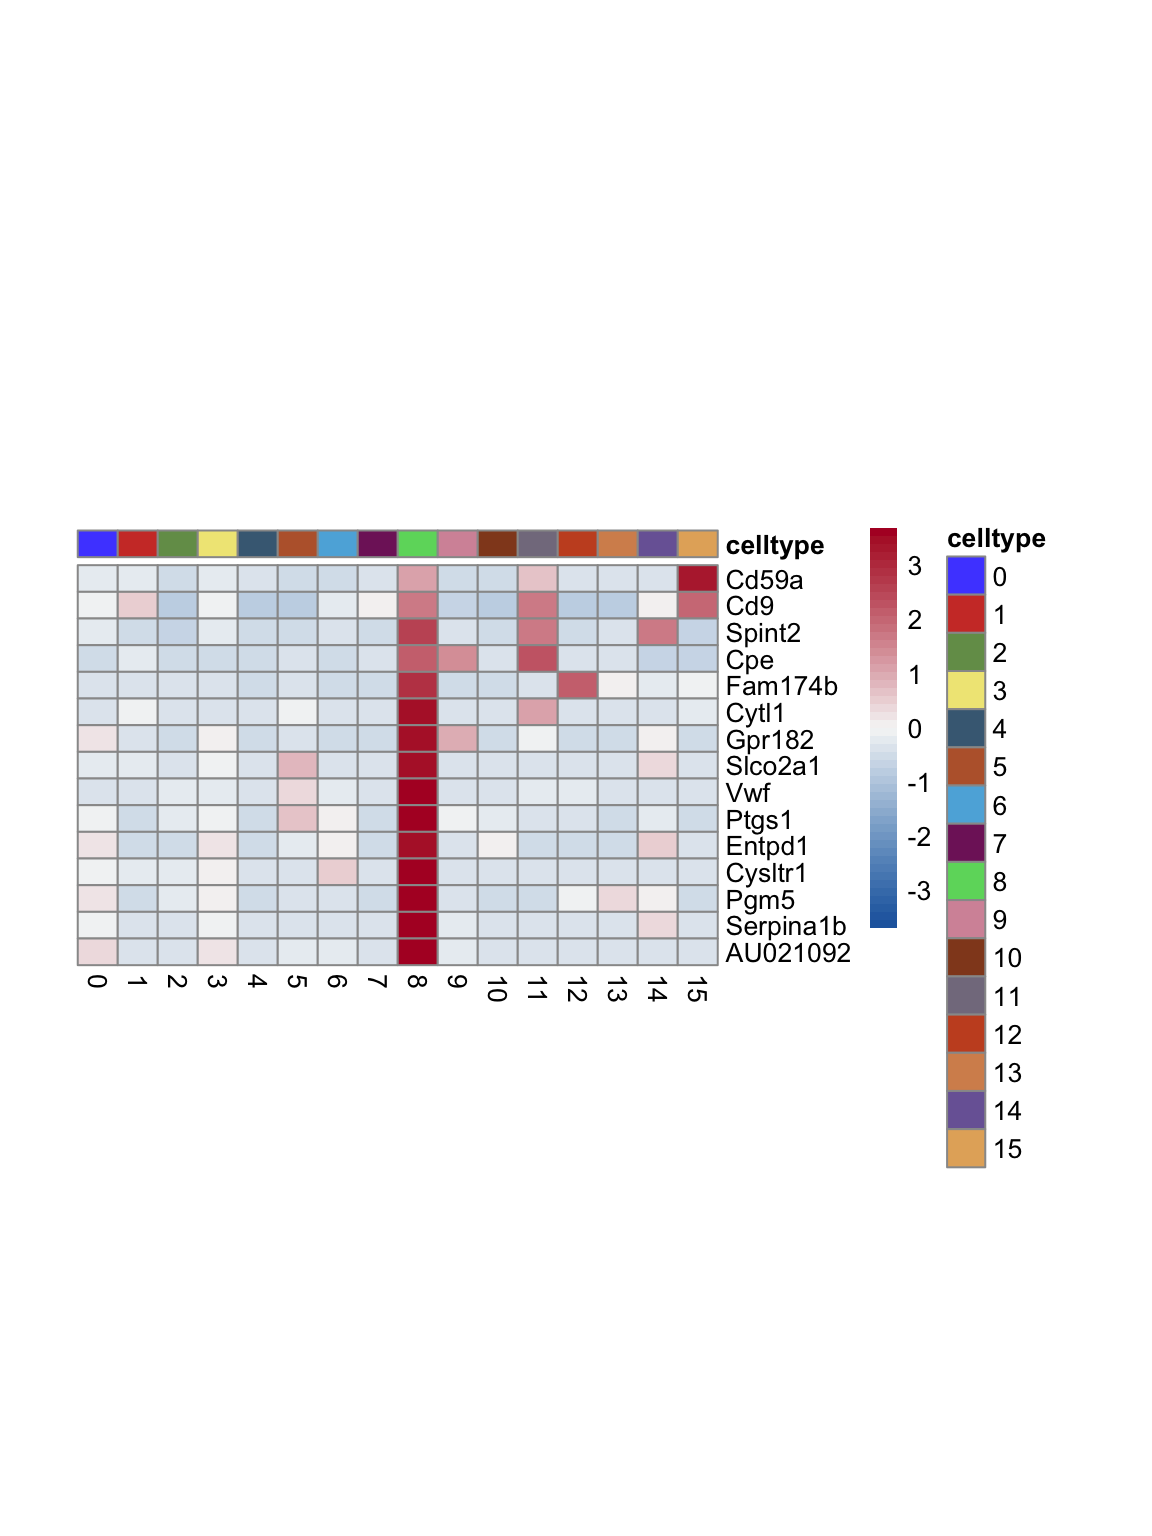 celltype
Cd59a
Cd9
Spint2
Cpe
Fam174b
Cytl1
Gpr182
Slco2a1
Vwf
Ptgs1
Entpd1
Cysltr1
Pgm5
Serpina1b
AU021092
0 1 2 3 4 5 6 7 8 9 10 11 12 13 14 15
3
2
1
0
-1
-2
-3
celltype
0
1
2
3
4
5
6
7
8
9
10
11
12
13
14
15